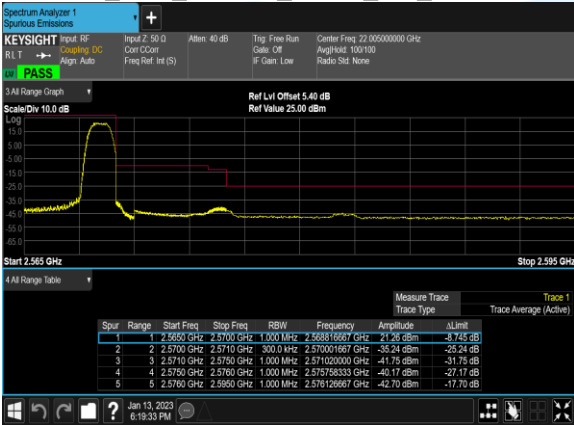 Spectrum Analyzer 1
Spurious Emissions
+
KEYSIGHT Input: RF Input Z: 50 Ω Atten: 40 dB Trig: Free Run Center Freq: 22.005000000 GHz
RLT Coupling: DC Corr CCorr Gate: Off Avg|Hold: 100/100
Align: Auto Freq Ref: Int (S) IF Gain: Low Radio Std: None
LW PASS
3 All Range Graph
Ref Lvl Offset 5.40 dB
Scale/Div 10.0 dB Ref Value 25.00 dBm
Log
15.0
5.00
-5.00
-15.0
-25.0
-35.0
-45.0
-55.0
-65.0
Start 2.565 GHz Stop 2.595 GHz
4 All Range Table
Measure Trace Trace 1
Trace Type Trace Average (Active)
Spur Range Start Freq Stop Freq RBW Frequency Amplitude ΔLimit
1 1 2.5650 GHz 2.5700 GHz 1.000 MHz 2.568816667 GHz 21.26 dBm -8.745 dB
2 2 2.5700 GHz 2.5710 GHz 300.0 kHz 2.570001667 GHz -35.24 dBm -25.24 dB
3 3 2.5710 GHz 2.5750 GHz 1.000 MHz 2.571020000 GHz -41.75 dBm -31.75 dB
4 4 2.5750 GHz 2.5760 GHz 1.000 MHz 2.575758333 GHz -40.17 dBm -27.17 dB
5 5 2.5760 GHz 2.5950 GHz 1.000 MHz 2.576126667 GHz -42.70 dBm -17.70 dB
? Jan 13, 2023
6:19:33 PM